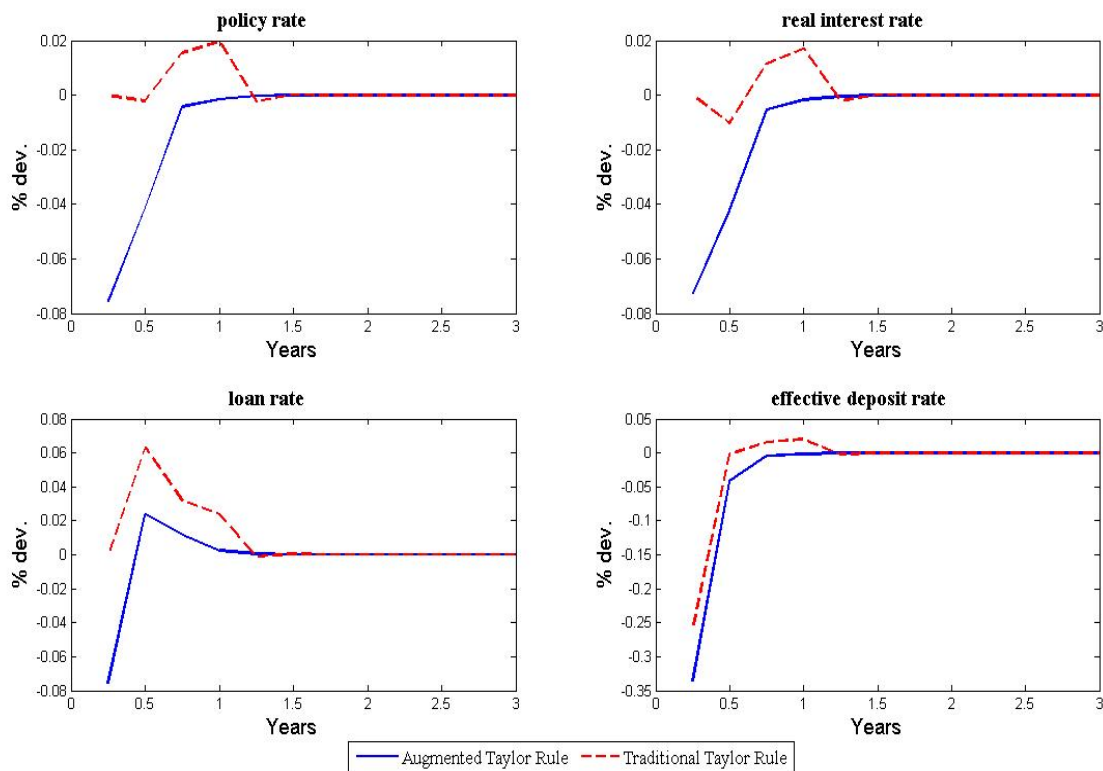 policy rate
0.02
0
-0.02
-0.04
-0.06
-0.08
% dev.
0 0.5 1 1.5 2 2.5 3
Years
real interest rate
0.02
0
-0.02
-0.04
-0.06
-0.08
% dev.
0 0.5 1 1.5 2 2.5 3
Years
loan rate
0.08
0.06
0.04
0.02
0
-0.02
-0.04
-0.06
-0.08
% dev.
0 0.5 1 1.5 2 2.5 3
Years
effective deposit rate
0.05
0
-0.05
-0.1
-0.15
-0.2
-0.25
-0.3
-0.35
% dev.
0 0.5 1 1.5 2 2.5 3
Years
Augmented Taylor Rule Traditional Taylor Rule